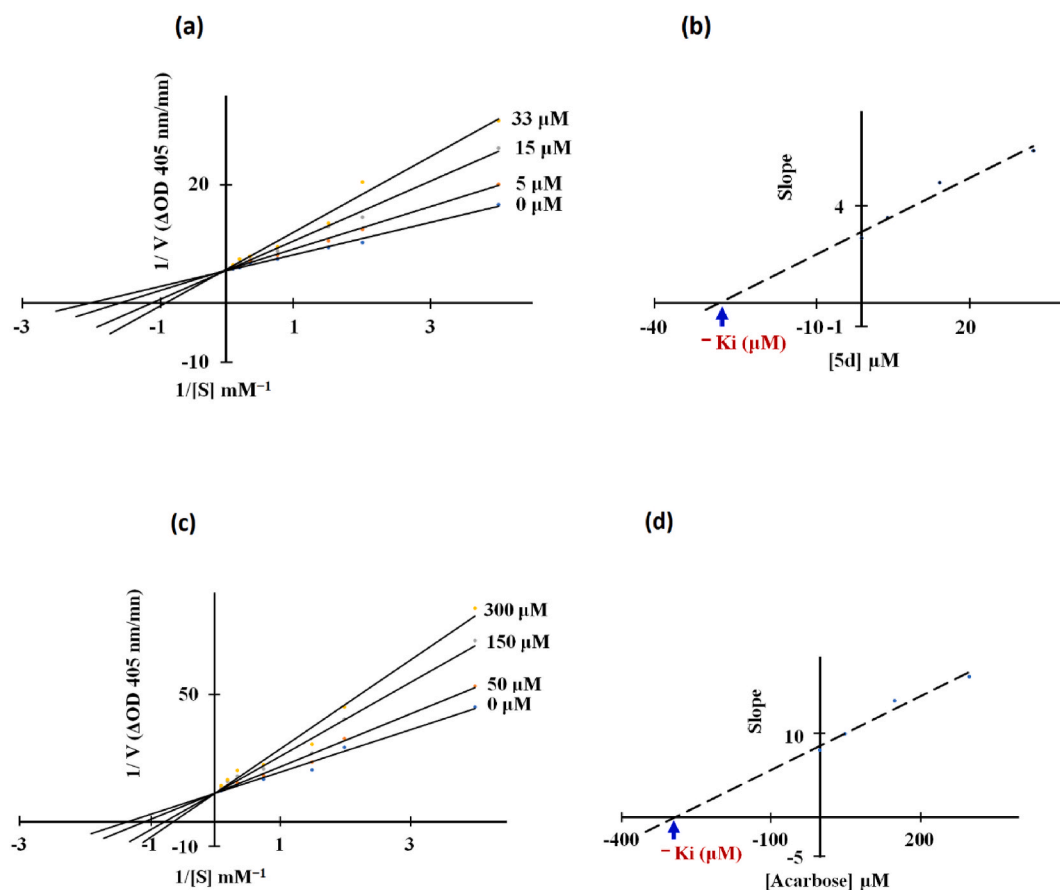 (a)
1/ V (ΔOD 405 nm/mn)
33 µM
15 µM
5 µM
0 µM
20
-3
-1
1
3
-10
1/[S] mM⁻¹
(b)
Slope
4
-40
-10
-1
20
− Ki (µM)
[5d] µM
(c)
1/ V (ΔOD 405 nm/mn)
300 µM
150 µM
50 µM
0 µM
50
-3
-1
1
3
-10
1/[S] mM⁻¹
(d)
Slope
10
-400
-100
200
− Ki (µM)
-5
[Acarbose] µM